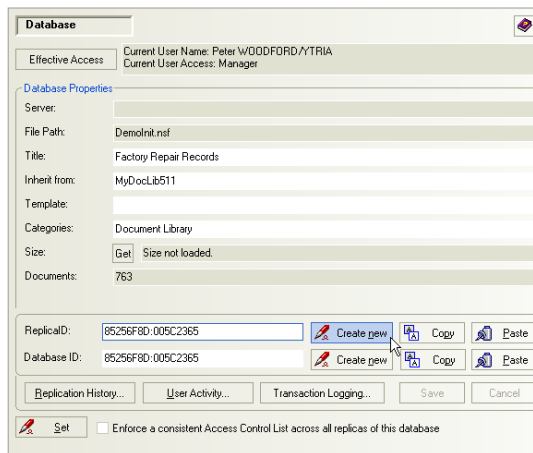 Database
Effective Access
Current User Name: Peter WOODFORD/YTRIA
Current User Access: Manager
Database Properties
Server:
File Path: DemoInit.nsf
Title: Factory Repair Records
Inherit from: MyDocLib511
Template:
Categories: Document Library
Size: Get Size not loaded.
Documents: 763
ReplicaID: 85256F8D:005C2365 Create new Copy Paste
Database ID: 85256F8D:005C2365 Create new Copy Paste
Replication History... User Activity... Transaction Logging... Save Cancel
Set Enforce a consistent Access Control List across all replicas of this database